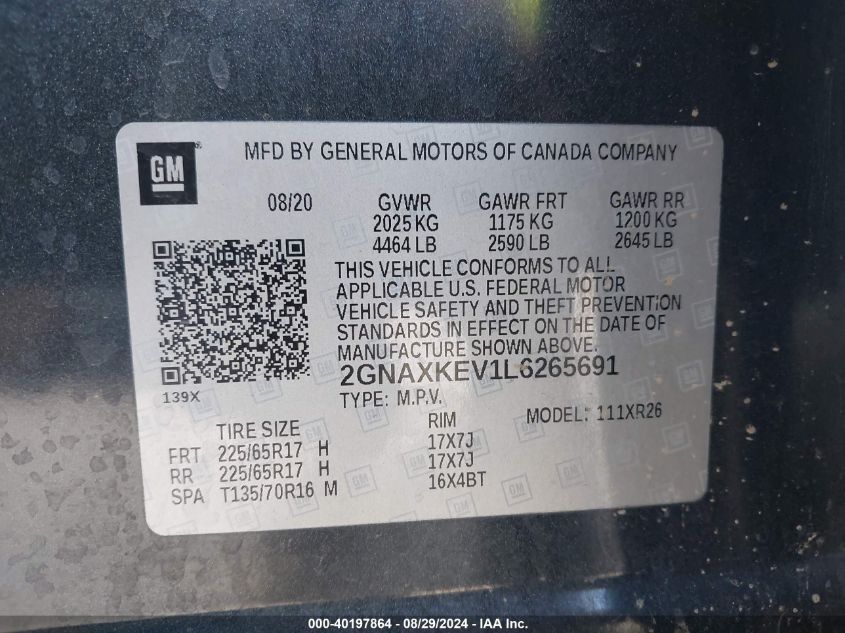 GM
MFD BY GENERAL MOTORS OF CANADA COMPANY
08/20 GVWR GAWR FRT GAWR RR
2025 KG 1175 KG 1200 KG
4464 LB 2590 LB 2645 LB
THIS VEHICLE CONFORMS TO ALL
APPLICABLE U.S. FEDERAL MOTOR
VEHICLE SAFETY AND THEFT PREVENTION
STANDARDS IN EFFECT ON THE DATE OF
MANUFACTURE SHOWN ABOVE.
2GNAXKEV1L6265691
139X
TYPE: M.P.V. MODEL: 111XR26
TIRE SIZE RIM
FRT 225/65R17 H 17X7J
RR 225/65R17 H 17X7J
SPA T135/70R16 M 16X4BT
000-40197864 - 08/29/2024 - IAA Inc.